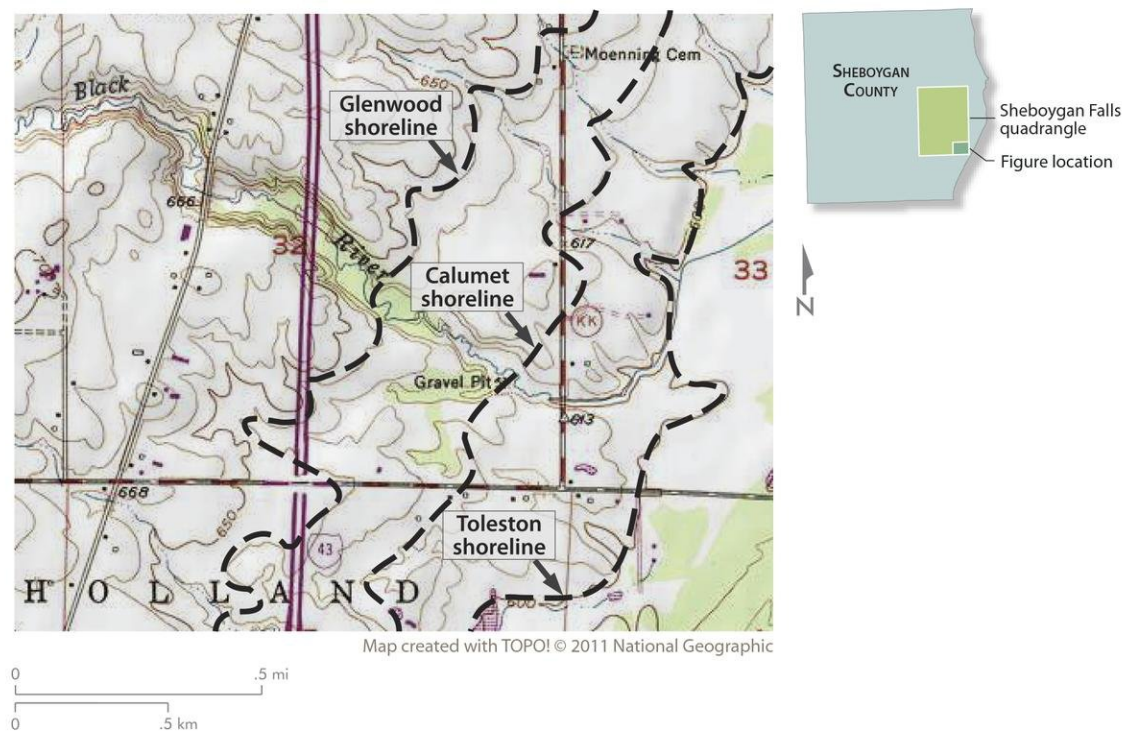 Moenning Cem
650
Black
Glenwood
shoreline
666
32
River
617
33
Calumet
shoreline
KK
Gravel Pit
613
668
650
Toleston
shoreline
43
HOLLAND
600
Map created with TOPO! © 2011 National Geographic
0 .5 mi
0 .5 km
SHEBOYGAN
COUNTY
Sheboygan Falls
quadrangle
Figure location
N